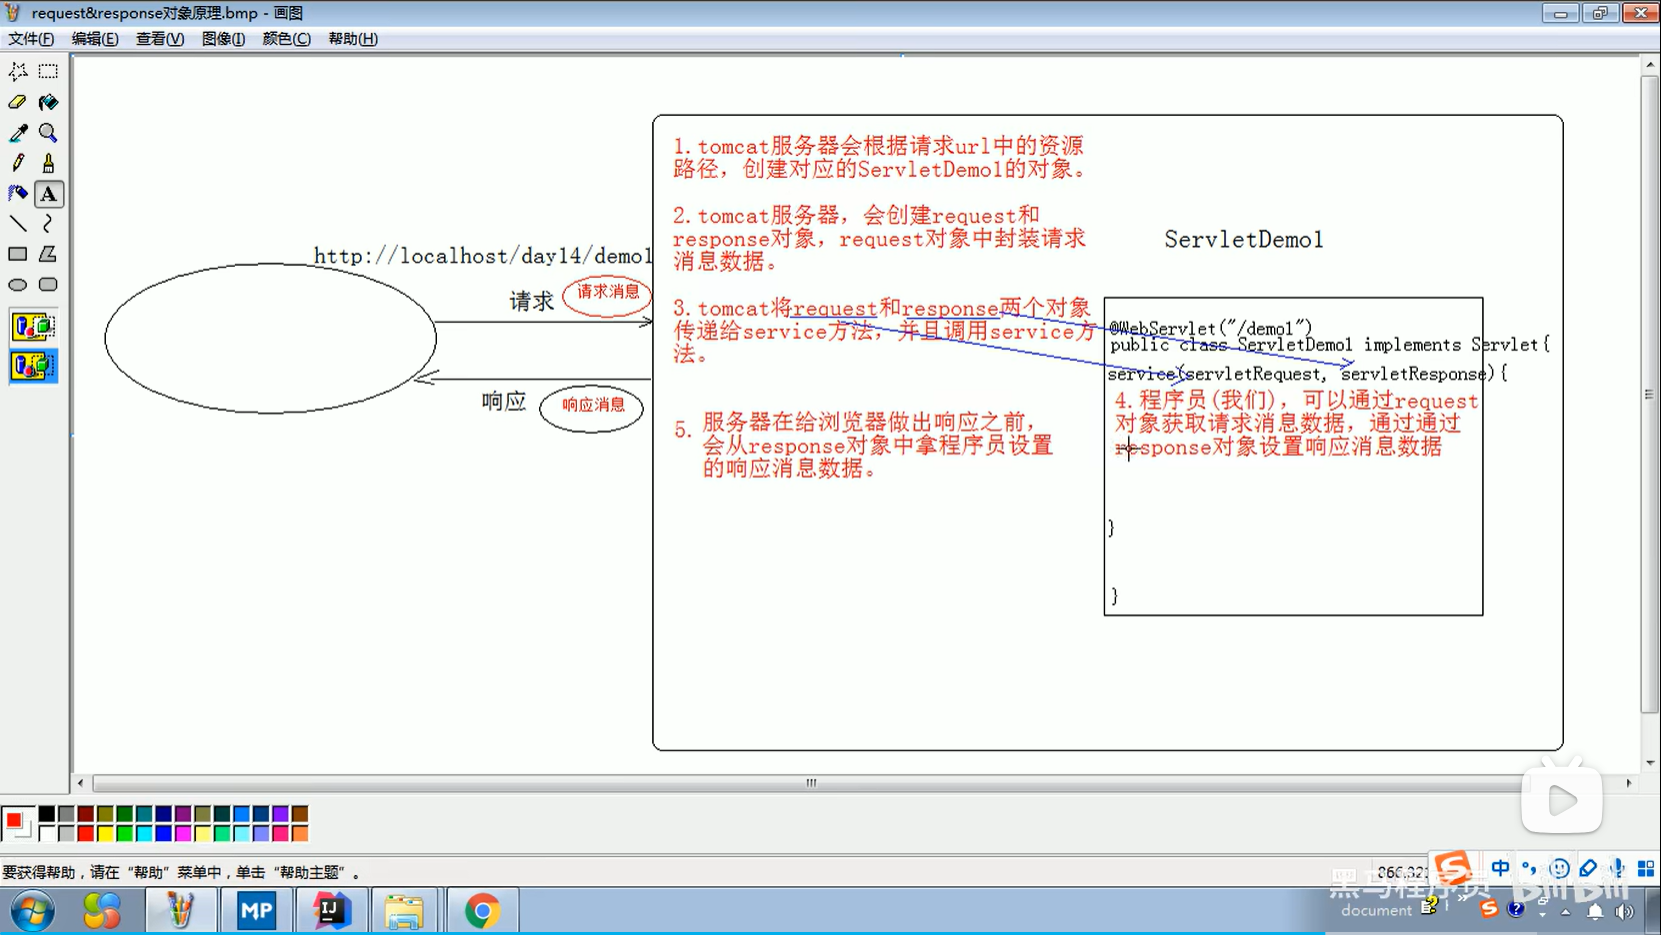 request&response对象原理.bmp - 画图
文件(F) 编辑(E) 查看(V) 图像(I) 颜色(C) 帮助(H)
http://localhost/day14/demo1
请求
请求消息
响应
响应消息
1.tomcat服务器会根据请求url中的资源
路径，创建对应的ServletDemo1的对象。
2.tomcat服务器，会创建request和
response对象，request对象中封装请求
消息数据。
3.tomcat将request和response两个对象
传递给service方法，并且调用service方
法。
5.
服务器在给浏览器做出响应之前，
会从response对象中拿程序员设置
的响应消息数据。
ServletDemo1
@WebServlet("/demo1")
public class ServletDemo1 implements Servlet{
service(servletRequest, servletResponse){
4.程序员(我们)，可以通过request
对象获取请求消息数据，通过通过
response对象设置响应消息数据
}
}
要获得帮助，请在“帮助”菜单中，单击“帮助主题”。
中
黑马程序员
bilibili
document
MP
IJ